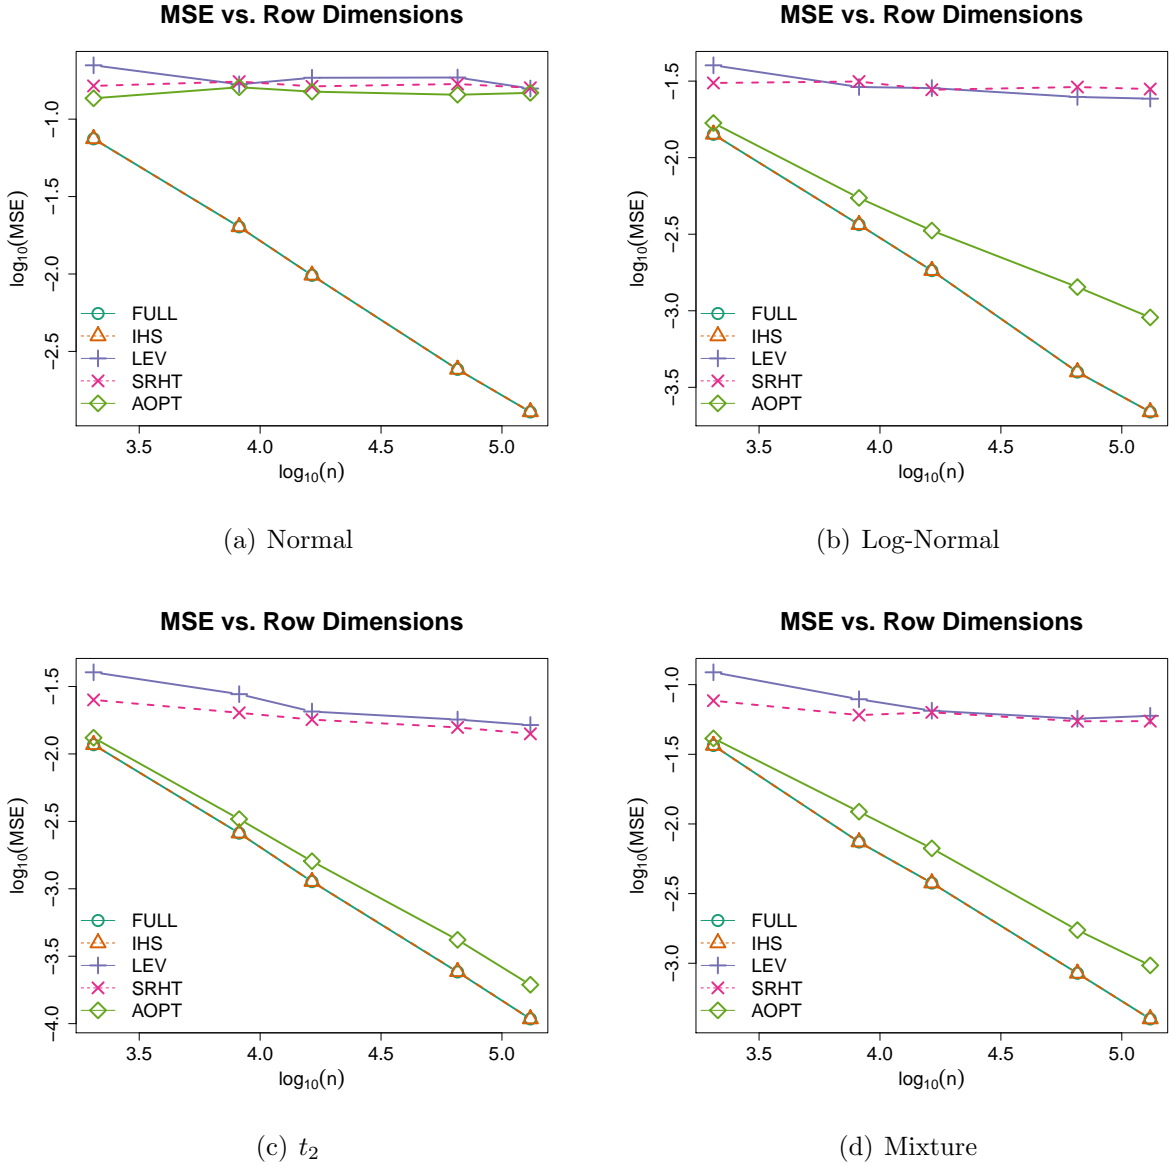 MSE vs. Row Dimensions
log10(MSE)
-1.0
-1.5
-2.0
-2.5
FULL
IHS
LEV
SRHT
AOPT
3.5 4.0 4.5 5.0
log10(n)
(a) Normal
MSE vs. Row Dimensions
log10(MSE)
-1.5
-2.0
-2.5
-3.0
-3.5
FULL
IHS
LEV
SRHT
AOPT
3.5 4.0 4.5 5.0
log10(n)
(b) Log-Normal
MSE vs. Row Dimensions
log10(MSE)
-1.5
-2.0
-2.5
-3.0
-3.5
-4.0
FULL
IHS
LEV
SRHT
AOPT
3.5 4.0 4.5 5.0
log10(n)
(c) t2
MSE vs. Row Dimensions
log10(MSE)
-1.0
-1.5
-2.0
-2.5
-3.0
FULL
IHS
LEV
SRHT
AOPT
3.5 4.0 4.5 5.0
log10(n)
(d) Mixture